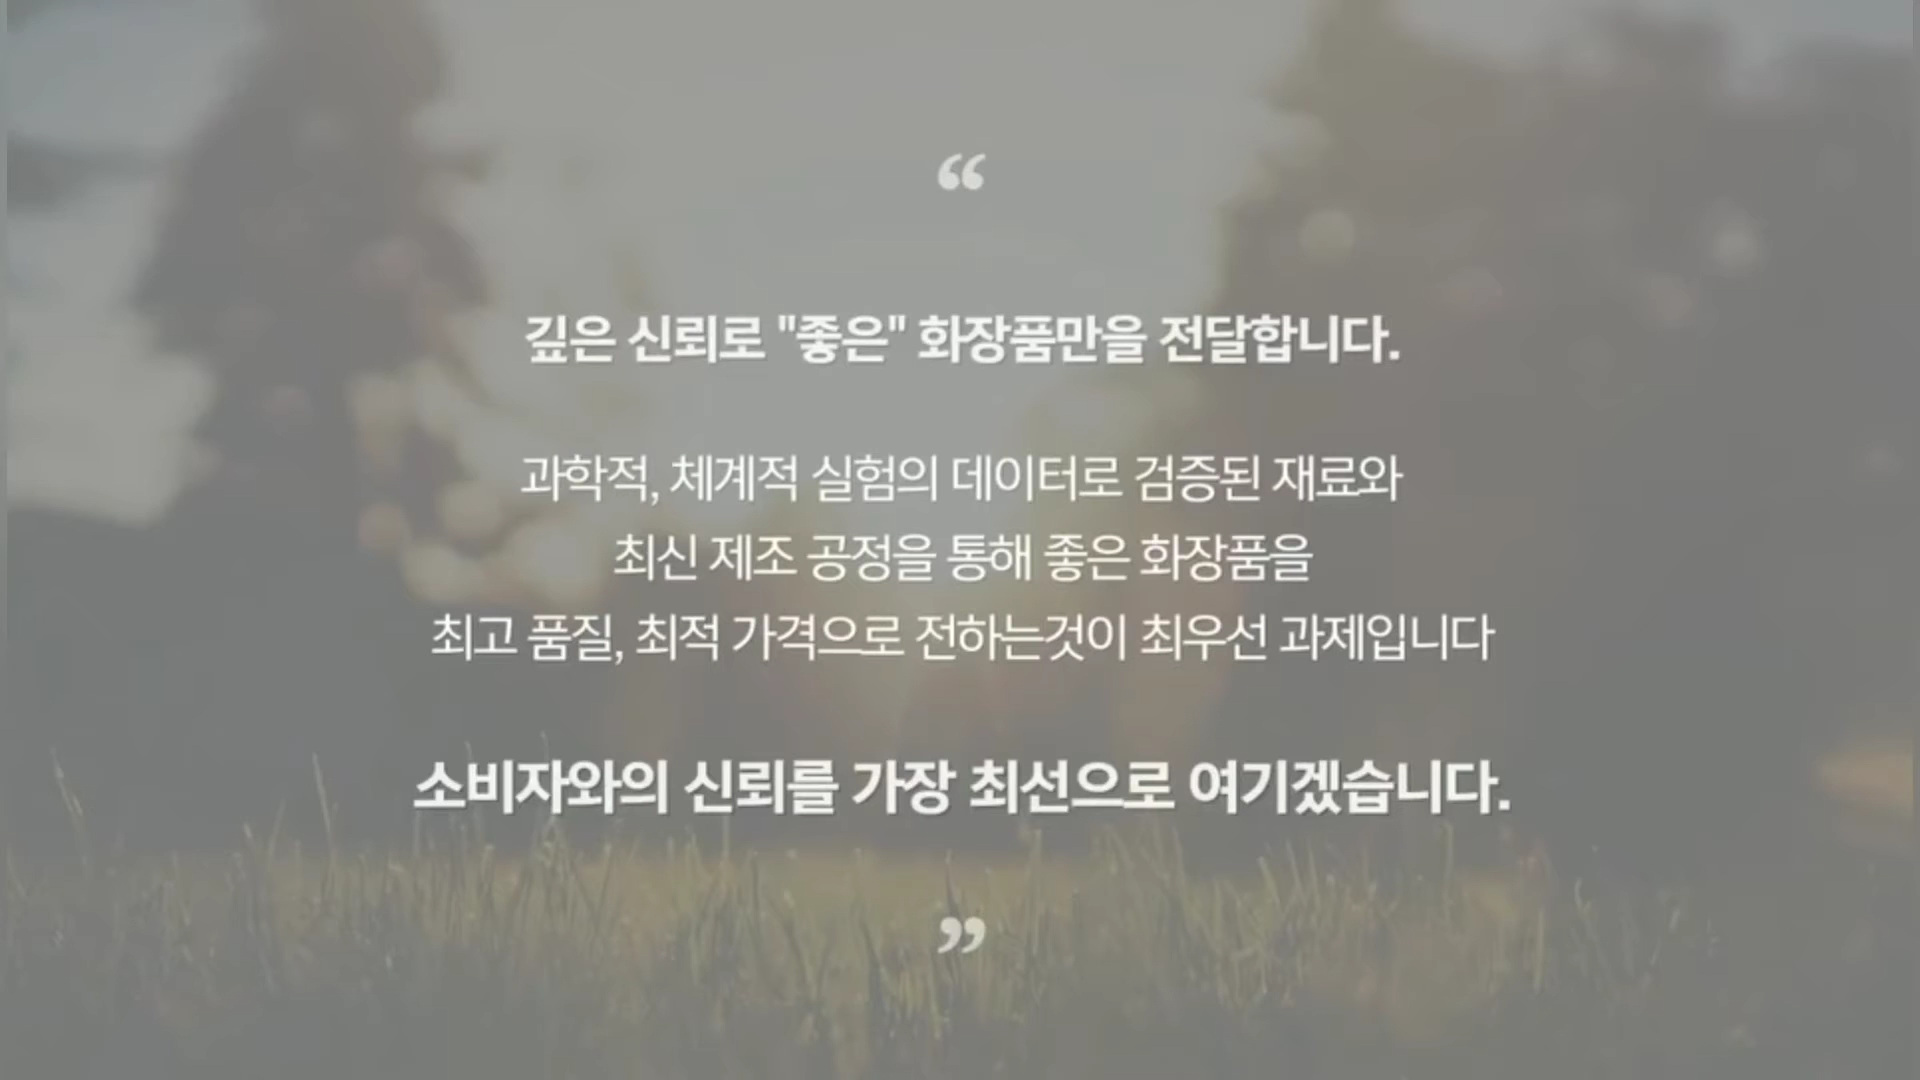 “
깊은 신뢰로 "좋은" 화장품만을 전달합니다.
과학적, 체계적 실험의 데이터로 검증된 재료와
최신 제조 공정을 통해 좋은 화장품을
최고 품질, 최적 가격으로 전하는것이 최우선 과제입니다
소비자와의 신뢰를 가장 최선으로 여기겠습니다.
”